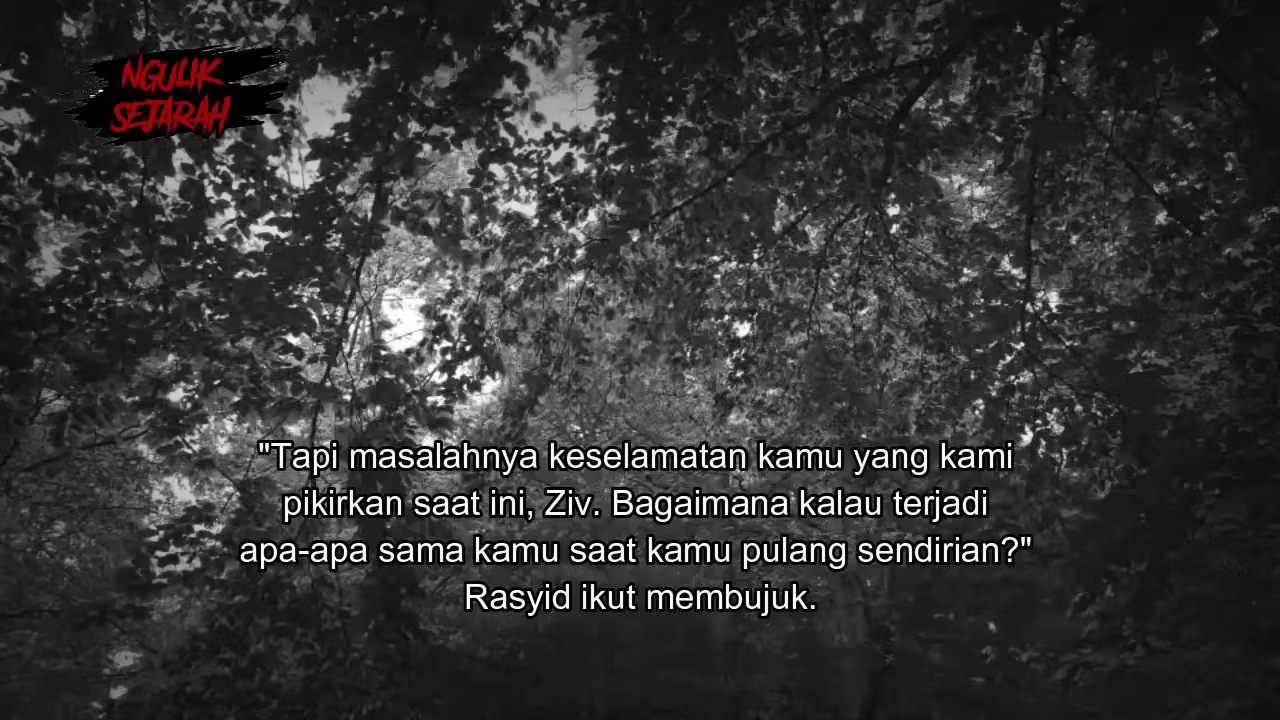 NGULIK
SEJARAH
"Tapi masalahnya keselamatan kamu yang kami
pikirkan saat ini, Ziv. Bagaimana kalau terjadi
apa-apa sama kamu saat kamu pulang sendirian?"
Rasyid ikut membujuk.